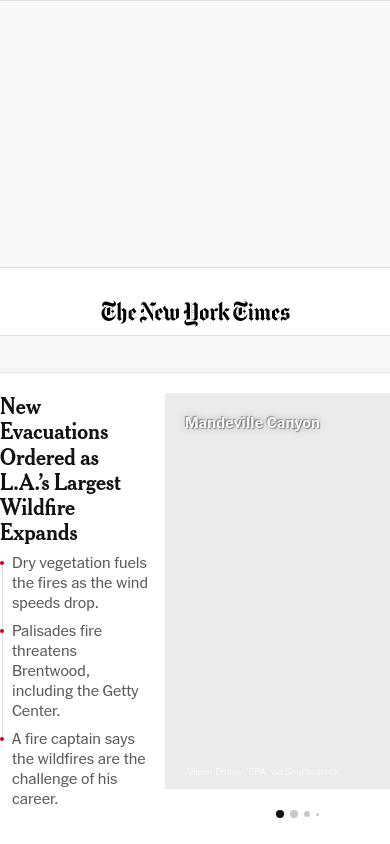 The New York Times
New
Evacuations
Ordered as
L.A.'s Largest
Wildfire
Expands
Dry vegetation fuels
the fires as the wind
speeds drop.
Palisades fire
threatens
Brentwood,
including the Getty
Center.
A fire captain says
the wildfires are the
challenge of his
career.
Mandeville Canyon
Allison Dinner/EPA, via Shutterstock